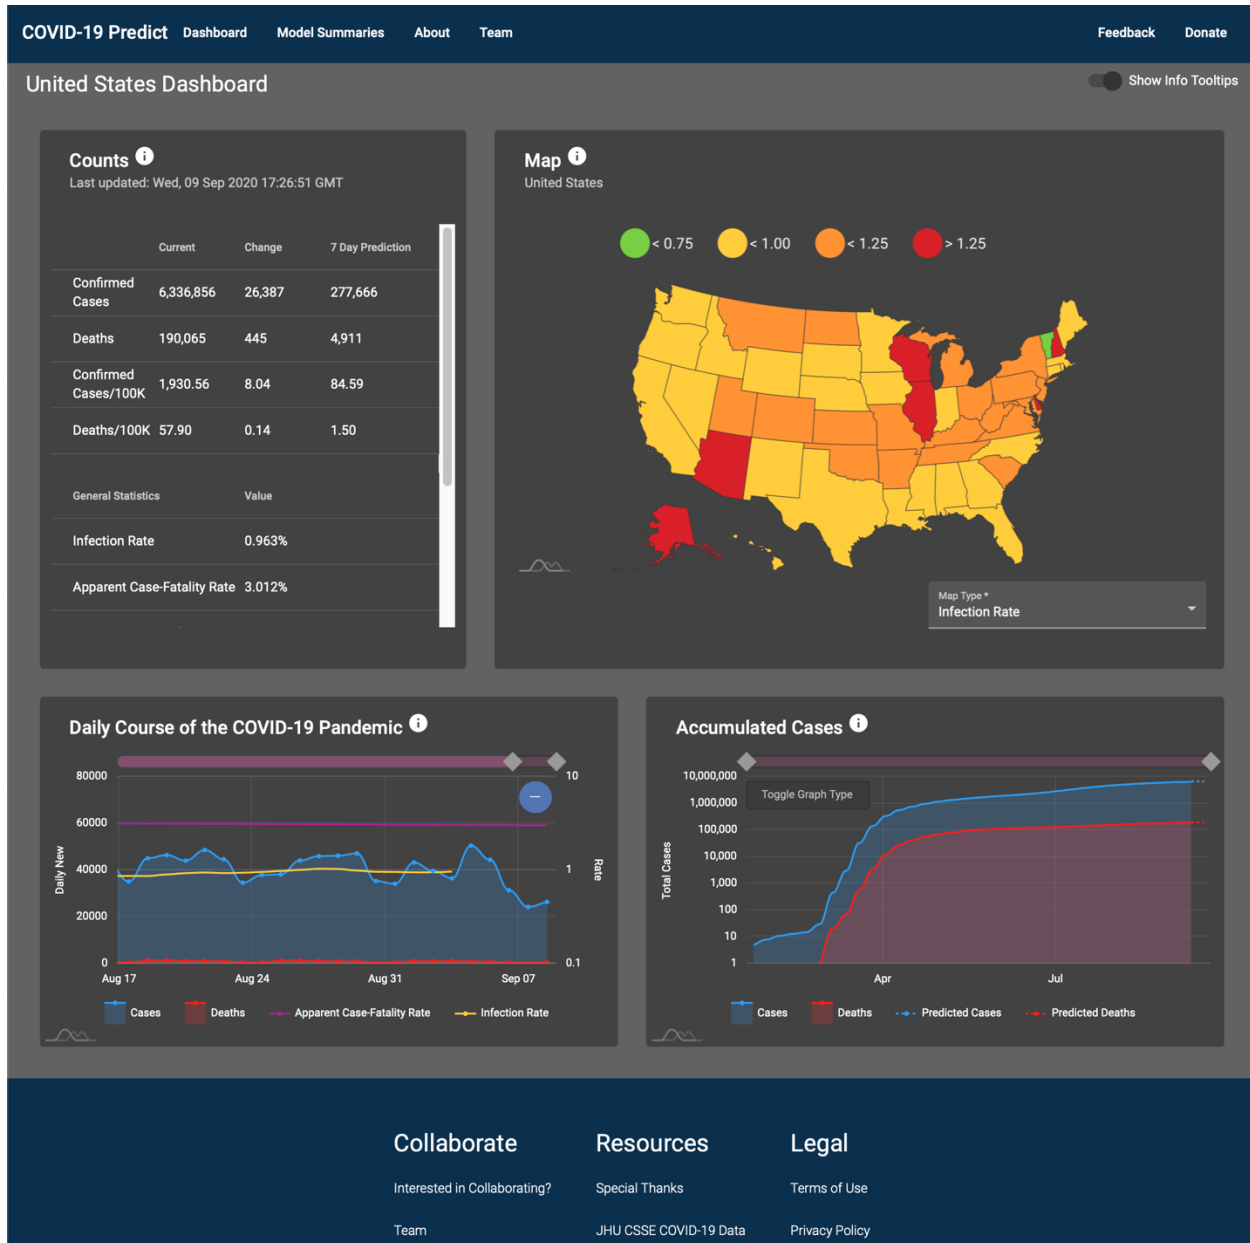 COVID-19 Predict Dashboard Model Summaries About Team Feedback Donate
United States Dashboard
Show Info Tooltips
Counts
Last updated: Wed, 09 Sep 2020 17:26:51 GMT
Current Change 7 Day Prediction
Confirmed
Cases
6,336,856 26,387 277,666
Deaths 190,065 445 4,911
Confirmed
Cases/100K
1,930.56 8.04 84.59
Deaths/100K 57.90 0.14 1.50
General Statistics Value
Infection Rate 0.963%
Apparent Case-Fatality Rate 3.012%
Map
United States
< 0.75 < 1.00 < 1.25 > 1.25
Map Type *
Infection Rate
Daily Course of the COVID-19 Pandemic
80000
60000
40000
20000
0
Daily New
10
1
0.1
Rate
Aug 17 Aug 24 Aug 31 Sep 07
Cases Deaths Apparent Case-Fatality Rate Infection Rate
Accumulated Cases
Toggle Graph Type
10,000,000
1,000,000
100,000
10,000
1,000
100
10
1
Total Cases
Apr Jul
Cases Deaths Predicted Cases Predicted Deaths
Collaborate Resources Legal
Interested in Collaborating? Special Thanks Terms of Use
Team JHU CSSE COVID-19 Data Privacy Policy